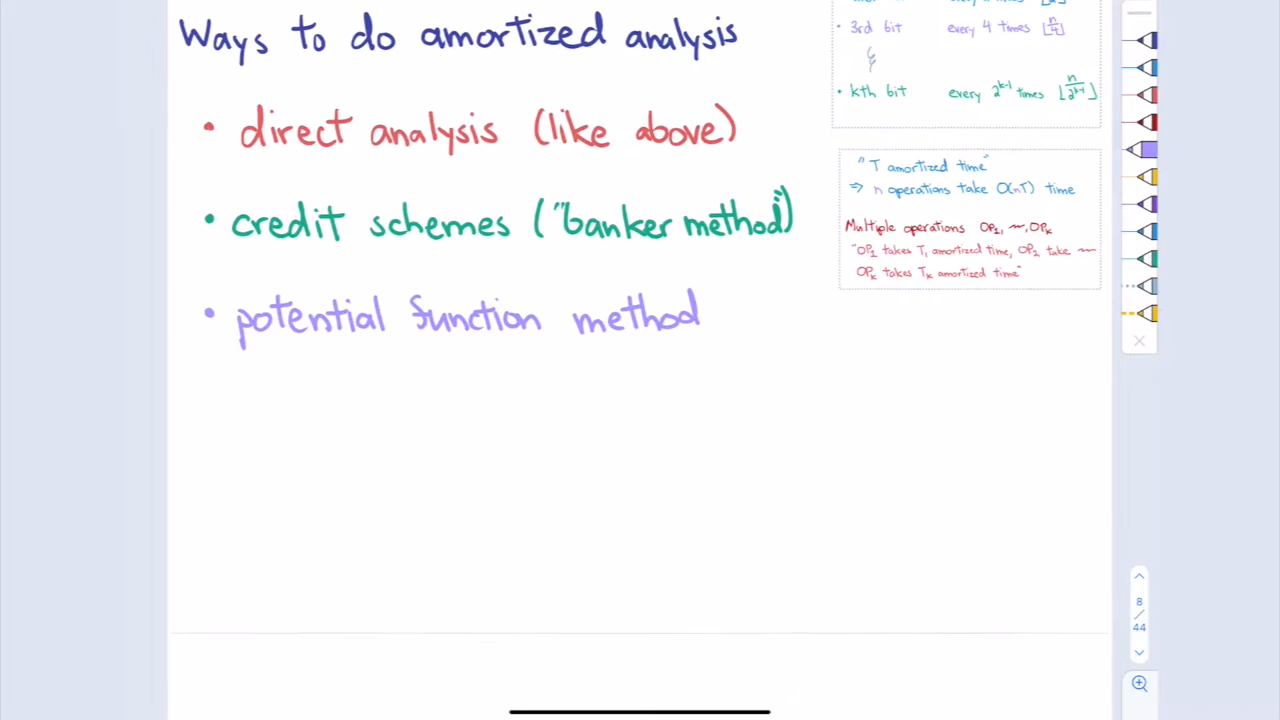 Ways to do amortized analysis
• direct analysis (like above)
• credit schemes ("banker method")
• potential function method
• 3rd bit every 4 times ⌊n/4⌋
• kth bit every 2^(k-1) times ⌊n/2^(k-1)⌋
"T amortized time"
⇒ n operations take O(nT) time
Multiple operations OP₁, ~, OPₖ
"OP₁ takes T₁ amortized time, OP₂ take ~
OPₖ takes Tₖ amortized time"
8
/
44